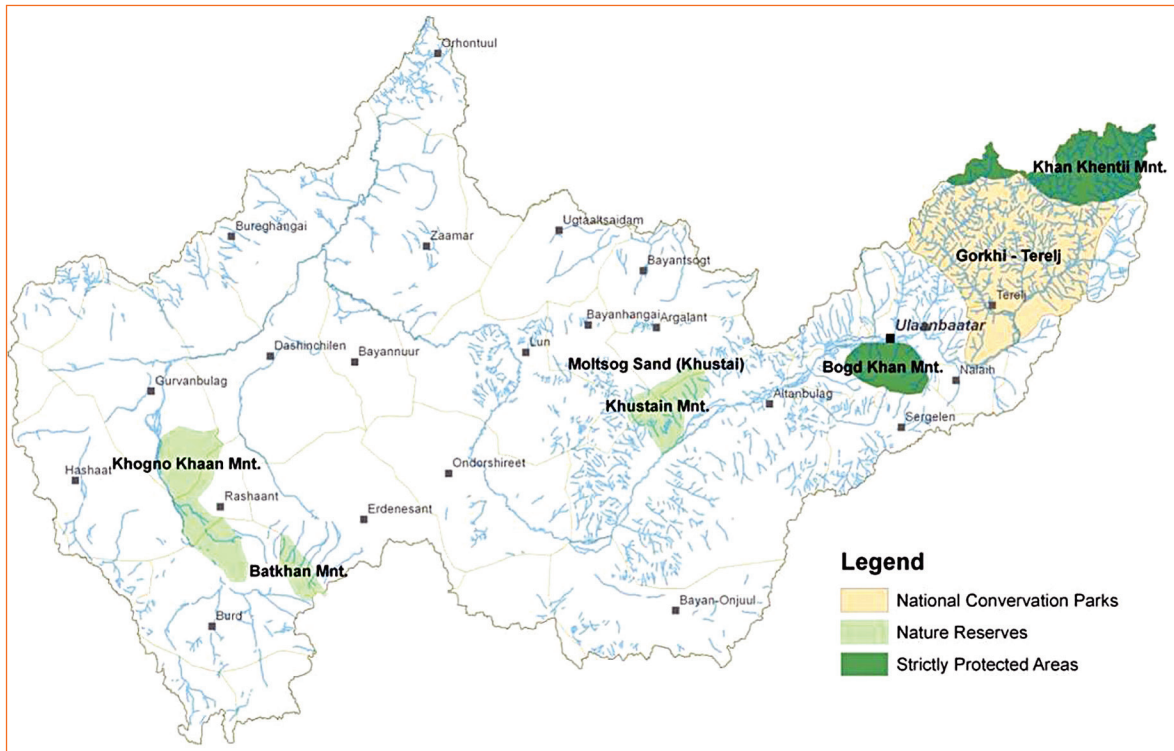 Orhontuul
Khan Khentii Mnt.
Bureghangai
Zaamar
Ugtaaltsaidam
Bayantsogt
Gorkhi - Terelj
Terelj
Bayanhangai
Argalant
Ulaanbaatar
Dashinchilen
Bayannuur
Lun
Moltsog Sand (Khustai)
Bogd Khan Mnt.
Nalaih
Gurvanbulag
Khustain Mnt.
Altanbulag
Sergelen
Khogno Khaan Mnt.
Hashaat
Ondorshireet
Rashaant
Erdenesant
Batkhan Mnt.
Burd
Bayan-Onjuul
Legend
National Convervation Parks
Nature Reserves
Strictly Protected Areas